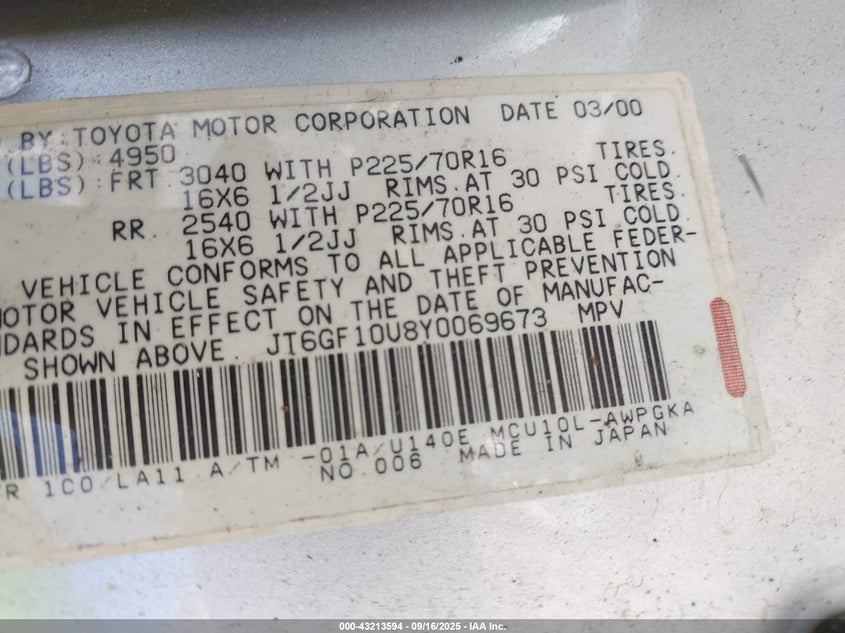 BY: TOYOTA MOTOR CORPORATION DATE 03/00
(LBS): 4950
(LBS): FRT 3040 WITH P225/70R16 TIRES.
16X6 1/2JJ RIMS.AT 30 PSI COLD.
RR. 2540 WITH P225/70R16 TIRES.
16X6 1/2JJ RIMS.AT 30 PSI COLD.
VEHICLE CONFORMS TO ALL APPLICABLE FEDER-
MOTOR VEHICLE SAFETY AND THEFT PREVENTION
NDARDS IN EFFECT ON THE DATE OF MANUFAC-
SHOWN ABOVE. JT6GF10U8Y0069673 MPV
TR 1C0/LA11 A/TM -01A/U140E MCU10L-AWPGKA
NO.006 MADE IN JAPAN
000-43213594 - 09/16/2025 - IAA Inc.